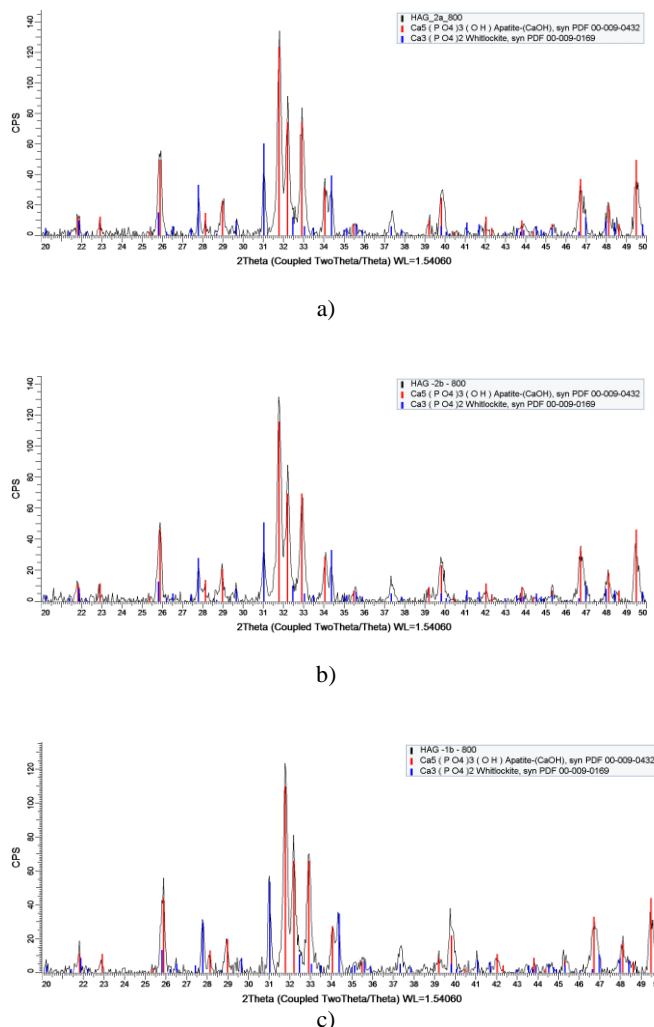 HAG_2a_800
Ca5 ( P O4 )3 ( O H ) Apatite-(CaOH), syn PDF 00-009-0432
Ca3 ( P O4 )2 Whitlockite, syn PDF 00-009-0169
CPS
140
120
100
80
60
40
20
0
20 21 22 23 24 25 26 27 28 29 30 31 32 33 34 35 36 37 38 39 40 41 42 43 44 45 46 47 48 49 50
2Theta (Coupled TwoTheta/Theta) WL=1.54060
a)
HAG -2b - 800
Ca5 ( P O4 )3 ( O H ) Apatite-(CaOH), syn PDF 00-009-0432
Ca3 ( P O4 )2 Whitlockite, syn PDF 00-009-0169
CPS
140
120
100
80
60
40
20
0
20 21 22 23 24 25 26 27 28 29 30 31 32 33 34 35 36 37 38 39 40 41 42 43 44 45 46 47 48 49 50
2Theta (Coupled TwoTheta/Theta) WL=1.54060
b)
HAG -1b - 800
Ca5 ( P O4 )3 ( O H ) Apatite-(CaOH), syn PDF 00-009-0432
Ca3 ( P O4 )2 Whitlockite, syn PDF 00-009-0169
CPS
120
100
80
60
40
20
0
20 21 22 23 24 25 26 27 28 29 30 31 32 33 34 35 36 37 38 39 40 41 42 43 44 45 46 47 48 49
2Theta (Coupled TwoTheta/Theta) WL=1.54060
c)